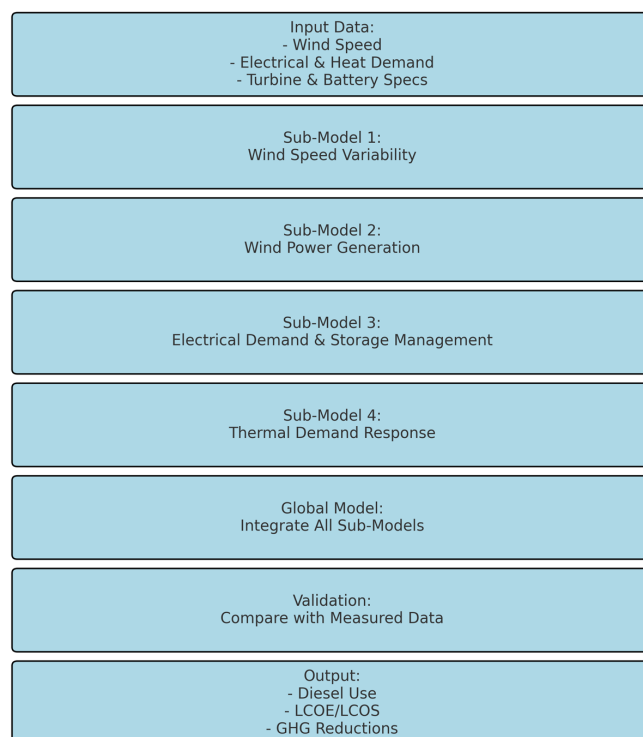 Input Data:
- Wind Speed
- Electrical & Heat Demand
- Turbine & Battery Specs
Sub-Model 1:
Wind Speed Variability
Sub-Model 2:
Wind Power Generation
Sub-Model 3:
Electrical Demand & Storage Management
Sub-Model 4:
Thermal Demand Response
Global Model:
Integrate All Sub-Models
Validation:
Compare with Measured Data
Output:
- Diesel Use
- LCOE/LCOS
- GHG Reductions